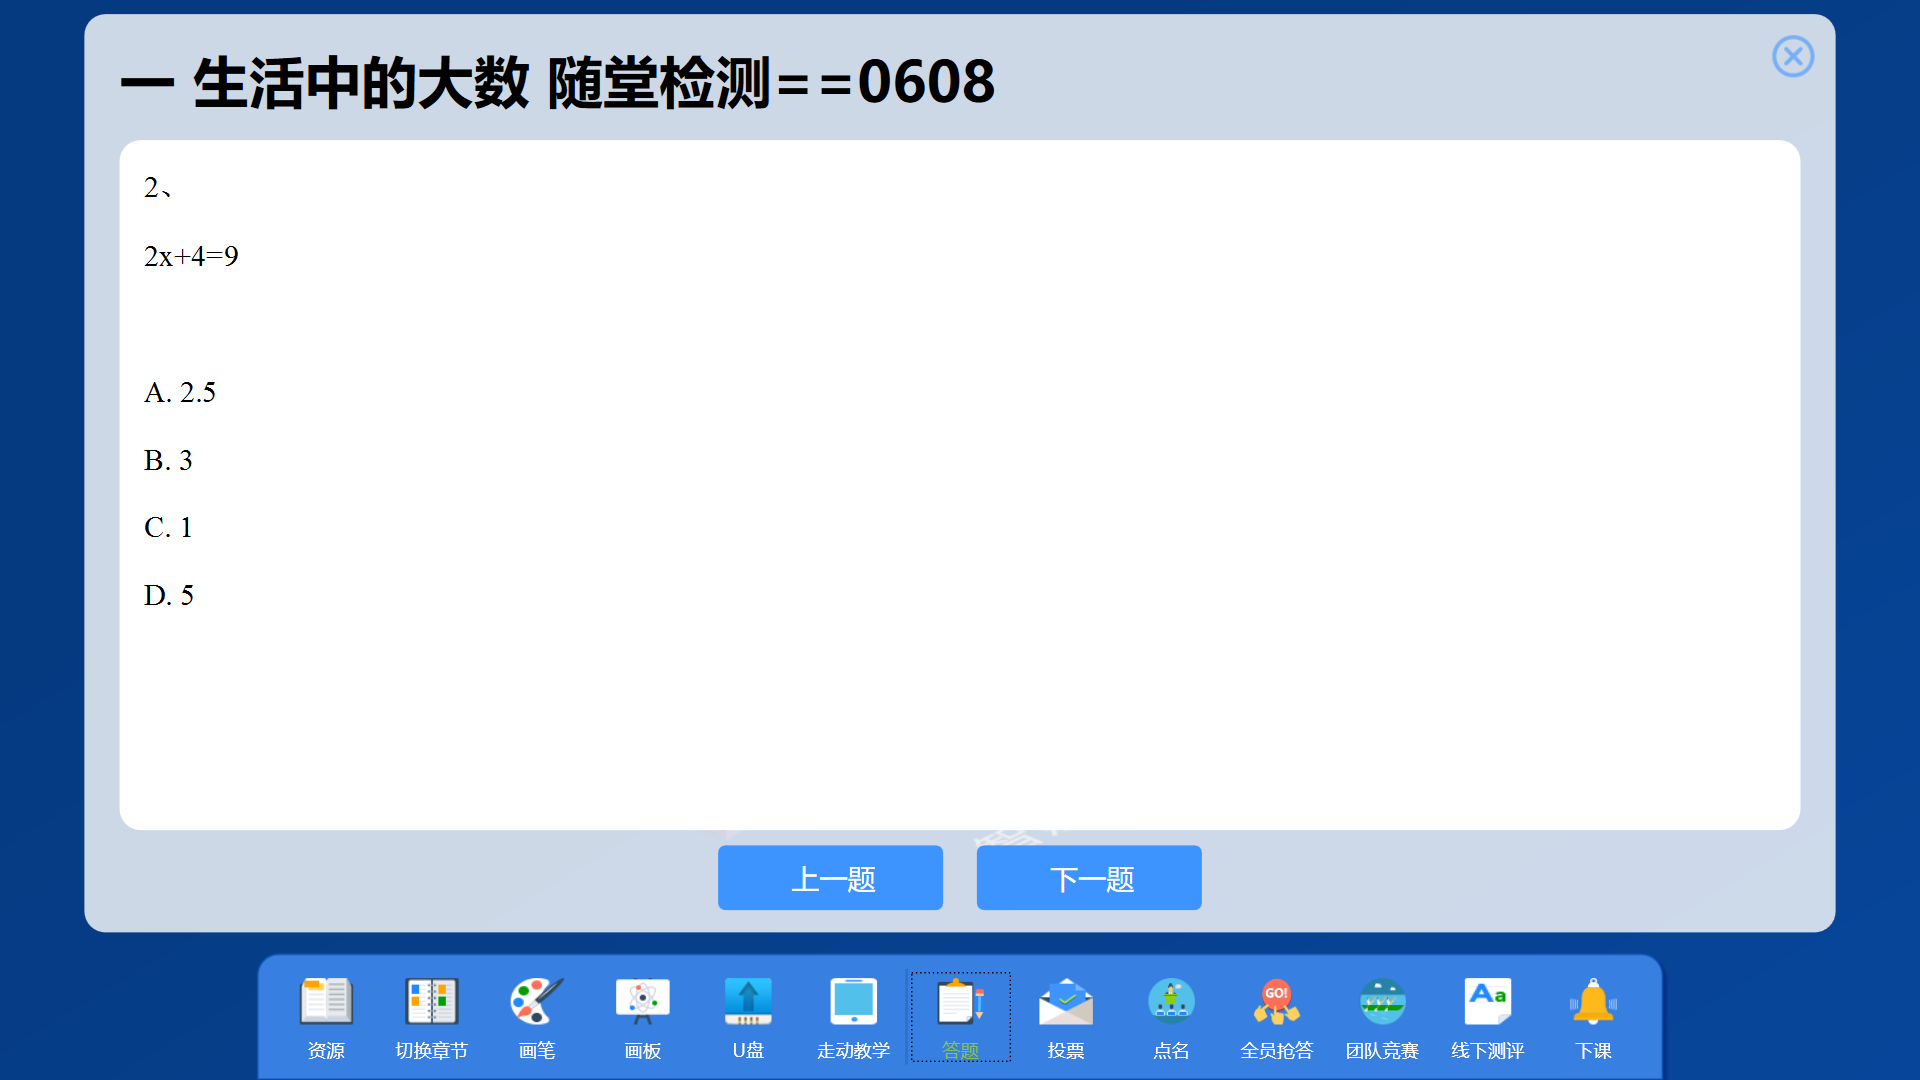 一 生活中的大数 随堂检测==0608
2、
2x+4=9
A. 2.5
B. 3
C. 1
D. 5
上一题 下一题
GO! Aa
资源 切换章节 画笔 画板 U盘 走动教学 答题 投票 点名 全员抢答 团队竞赛 线下测评 下课